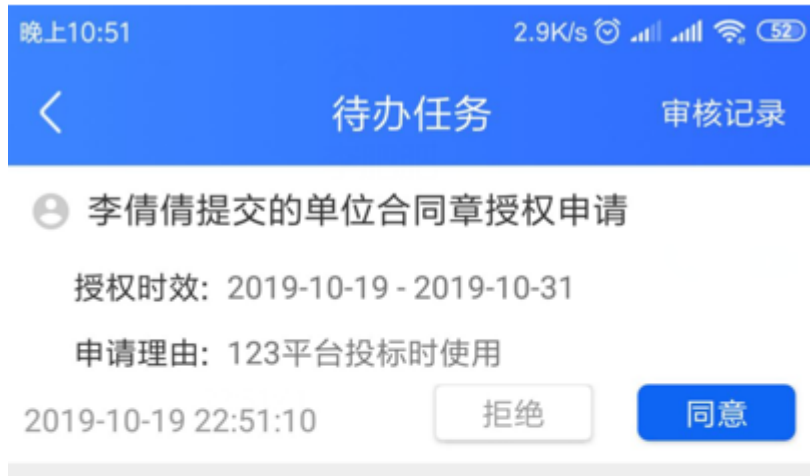 晚上10:51 2.9K/s 52
待办任务 审核记录
李倩倩提交的单位合同章授权申请
授权时效: 2019-10-19 - 2019-10-31
申请理由: 123平台投标时使用
2019-10-19 22:51:10 拒绝 同意